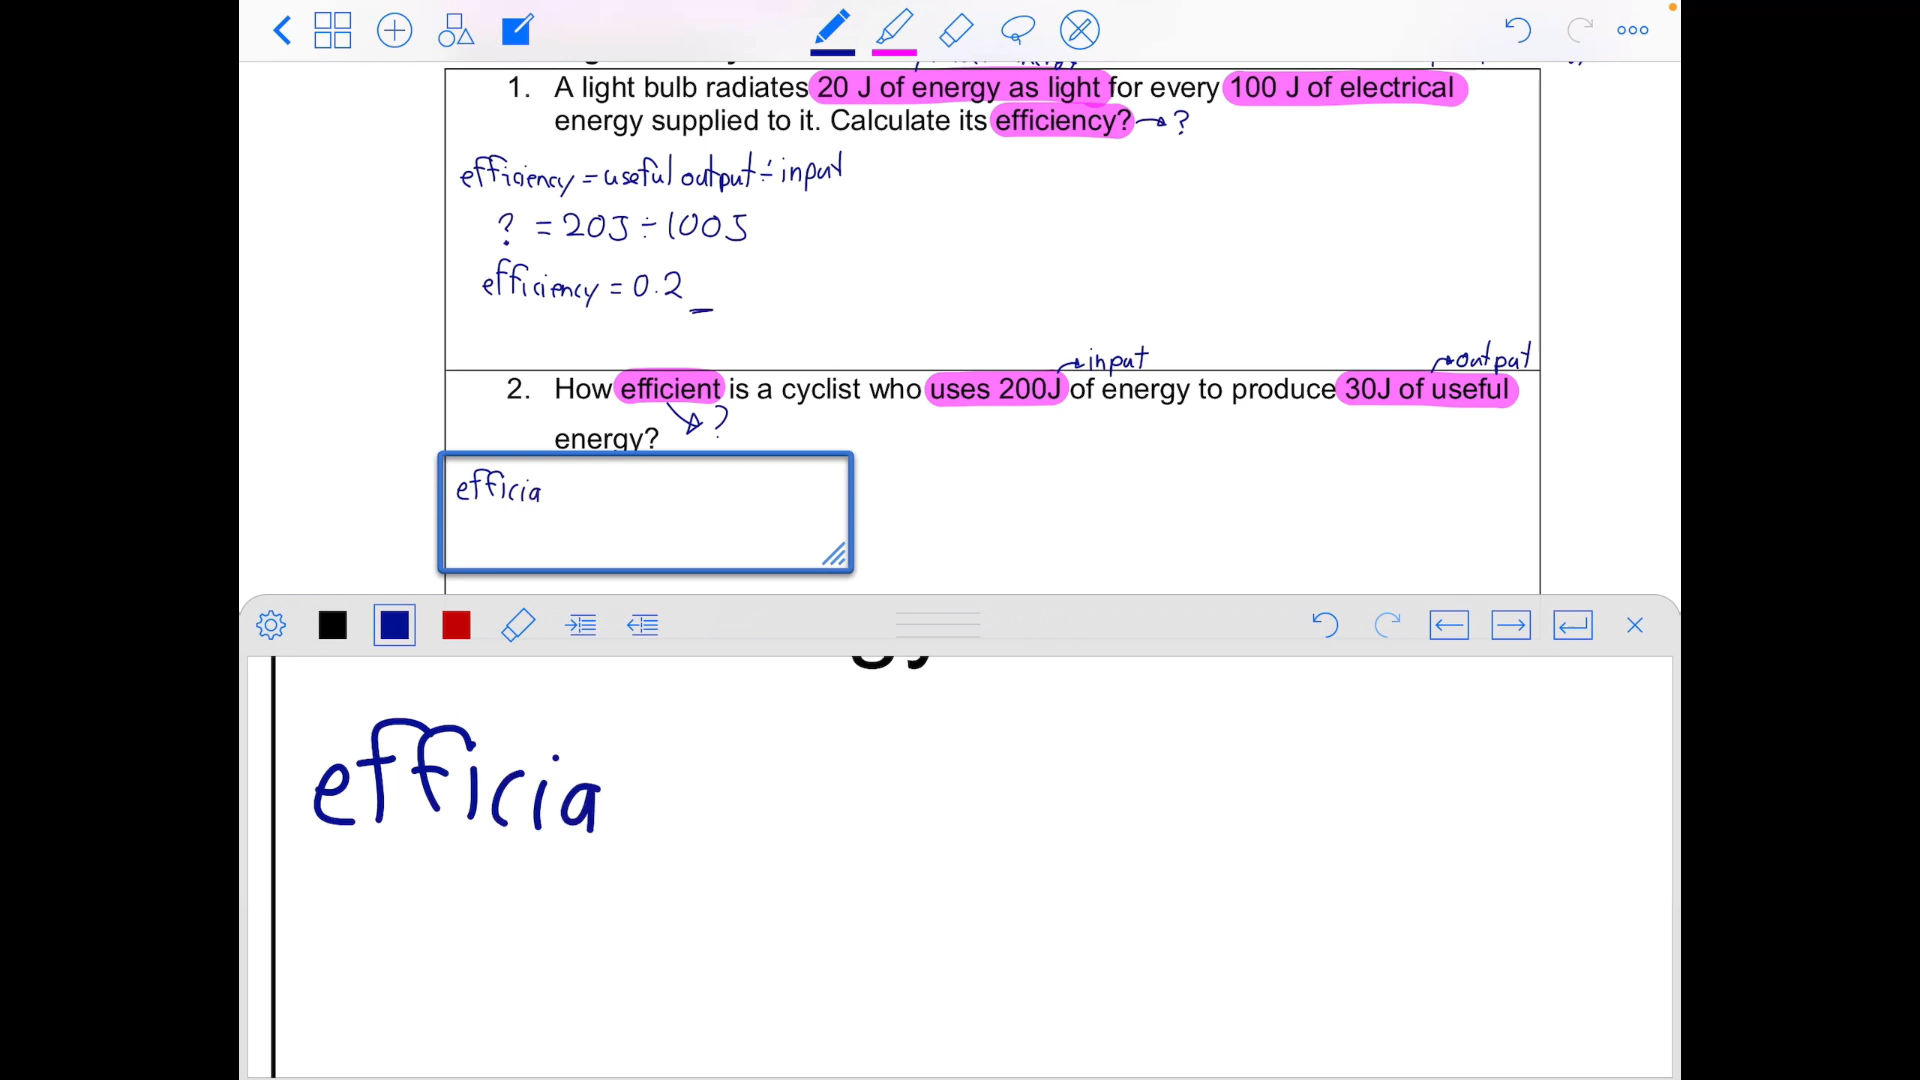 1. A light bulb radiates 20 J of energy as light for every 100 J of electrical
energy supplied to it. Calculate its efficiency? → ?
efficiency = useful output ÷ input
? = 20J ÷ 100J
efficiency = 0.2
input
output
2. How efficient is a cyclist who uses 200J of energy to produce 30J of useful
?
energy?
efficia
efficia